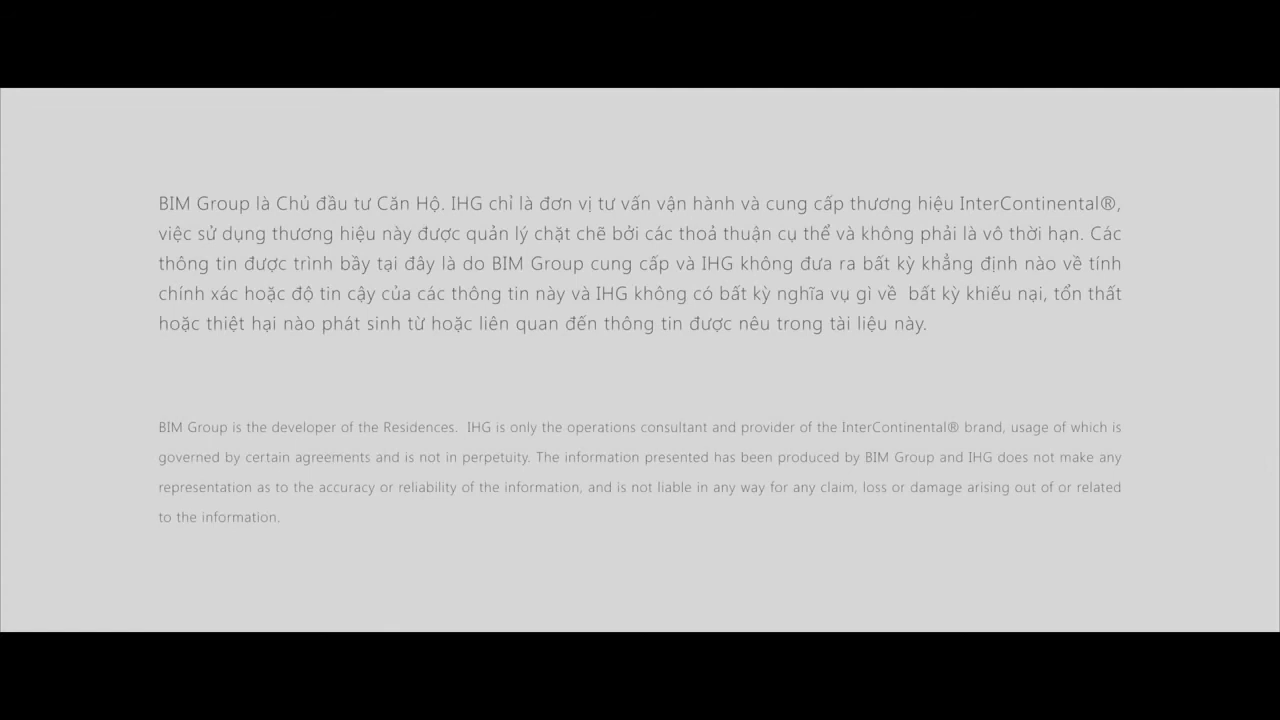 BIM Group là Chủ đầu tư Căn Hộ. IHG chỉ là đơn vị tư vấn vận hành và cung cấp thương hiệu InterContinental®,
việc sử dụng thương hiệu này được quản lý chặt chẽ bởi các thoả thuận cụ thể và không phải là vô thời hạn. Các
thông tin được trình bầy tại đây là do BIM Group cung cấp và IHG không đưa ra bất kỳ khẳng định nào về tính
chính xác hoặc độ tin cậy của các thông tin này và IHG không có bất kỳ nghĩa vụ gì về  bất kỳ khiếu nại, tổn thất
hoặc thiệt hại nào phát sinh từ hoặc liên quan đến thông tin được nêu trong tài liệu này.
BIM Group is the developer of the Residences.  IHG is only the operations consultant and provider of the InterContinental® brand, usage of which is
governed by certain agreements and is not in perpetuity. The information presented has been produced by BIM Group and IHG does not make any
representation as to the accuracy or reliability of the information, and is not liable in any way for any claim, loss or damage arising out of or related
to the information.